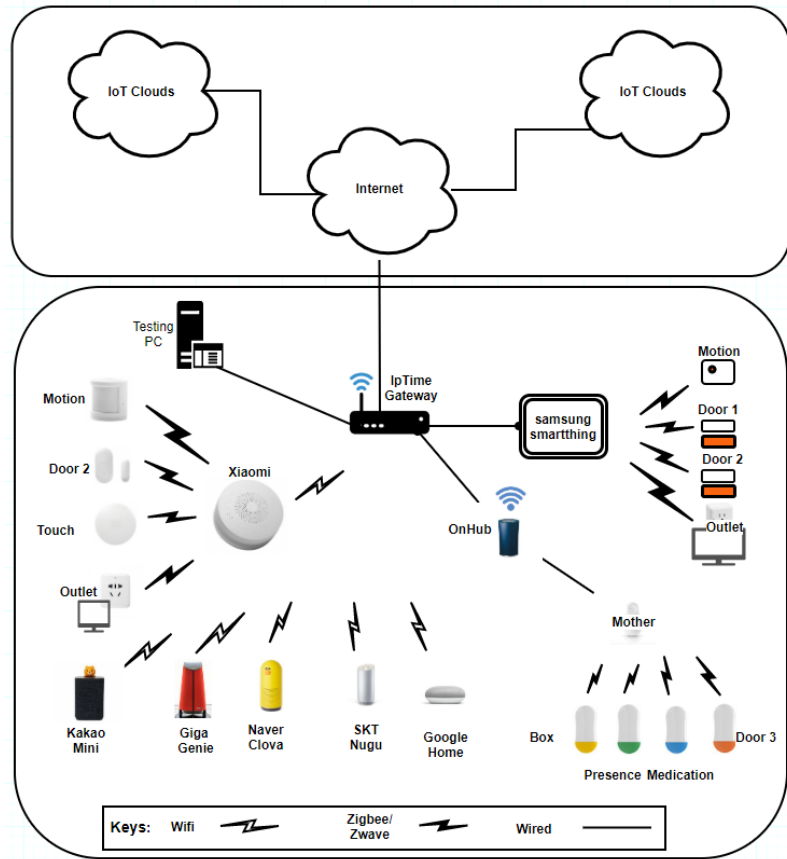 IoT Clouds
IoT Clouds
Internet
Testing
PC
IpTime
Gateway
Motion
Motion
samsung
smartthing
Door 1
Door 2
Door 2
Xiaomi
Touch
OnHub
Outlet
Outlet
Mother
Kakao
Mini
Giga
Genie
Naver
Clova
SKT
Nugu
Google
Home
Box
Door 3
Presence Medication
Keys: Wifi Zigbee/
Zwave Wired